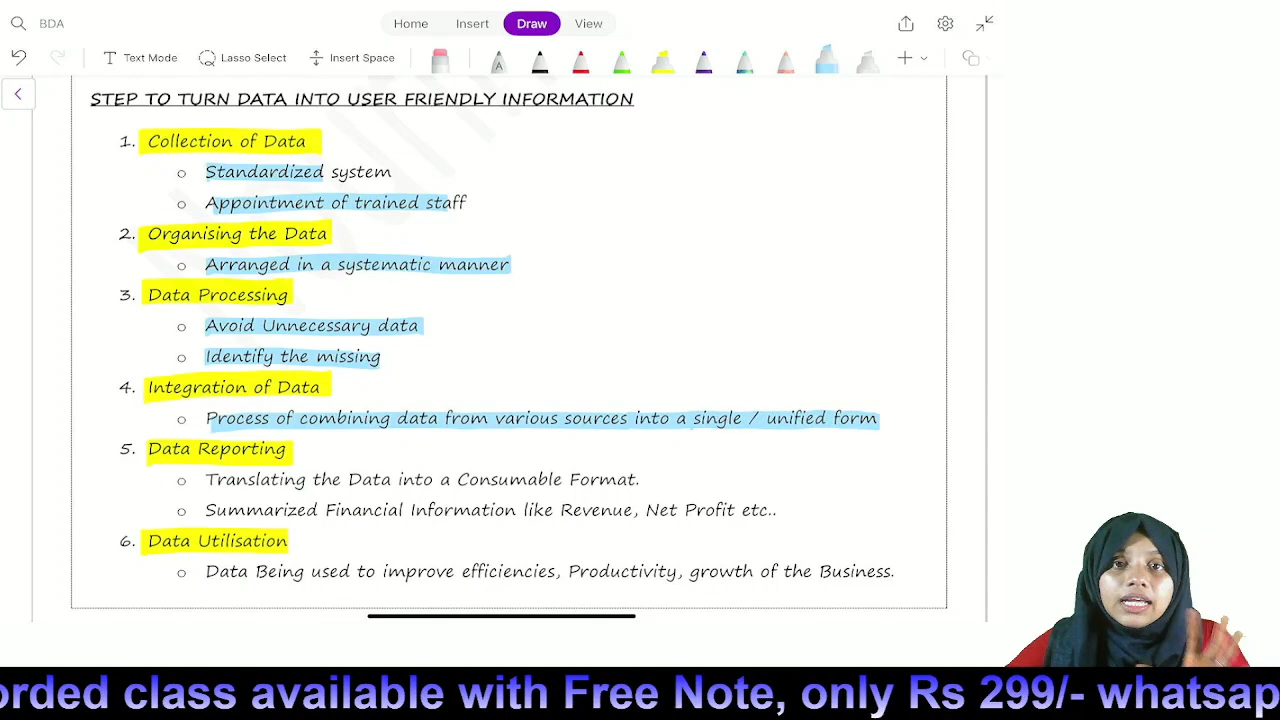 BDA
Home Insert Draw View
Text Mode Lasso Select Insert Space
A
STEP TO TURN DATA INTO USER FRIENDLY INFORMATION
1. Collection of Data
o Standardized system
o Appointment of trained staff
2. Organising the Data
o Arranged in a systematic manner
3. Data Processing
o Avoid Unnecessary data
o Identify the missing
4. Integration of Data
o Process of combining data from various sources into a single / unified form
5. Data Reporting
o Translating the Data into a Consumable Format.
o Summarized Financial Information like Revenue, Net Profit etc..
6. Data Utilisation
o Data Being used to improve efficiencies, Productivity, growth of the Business.
orded class available with Free Note, only Rs 299/- whatsap